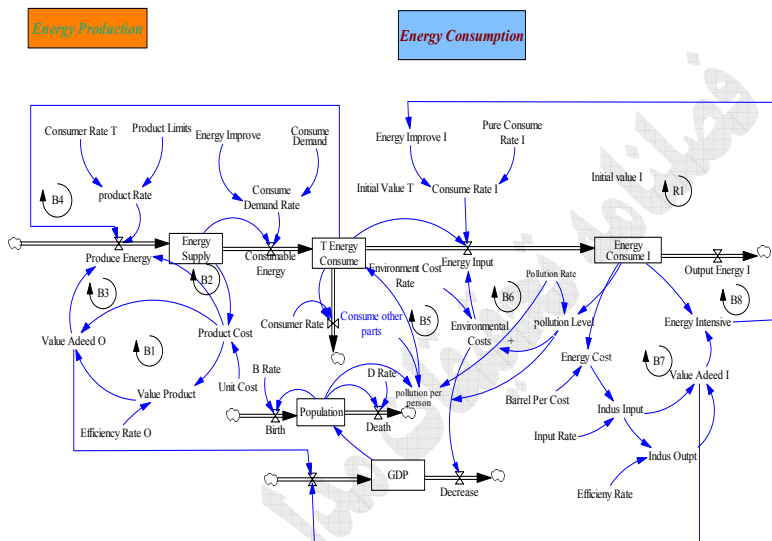 Energy Production
Energy Consumption
Consumer Rate T
Product Limits
Energy Improve
Consume
Demand
Energy Improve I
Pure Consume
Rate I
B4
product Rate
Consume
Demand Rate
Initial Value T
Consume Rate I
Initial value I
R1
Produce Energy
Energy
Supply
Consumable
Energy
T Energy
Consume
Energy Input
Energy
Consume I
Output Energy I
B3
B2
Environment Cost
Rate
Pollution Rate
B6
B8
Value Adeed O
B1
Product Cost
Consumer Rate
Consume other
parts
B5
Environmental
Costs
+
pollution Level
Energy Intensive
Energy Cost
B7
Value Product
Unit Cost
B Rate
D Rate
pollution per
person
Barrel Per Cost
Value Adeed I
Efficiency Rate O
Birth
Population
Death
Indus Input
Input Rate
GDP
Decrease
Indus Outpt
Efficieny Rate
فصلنامه